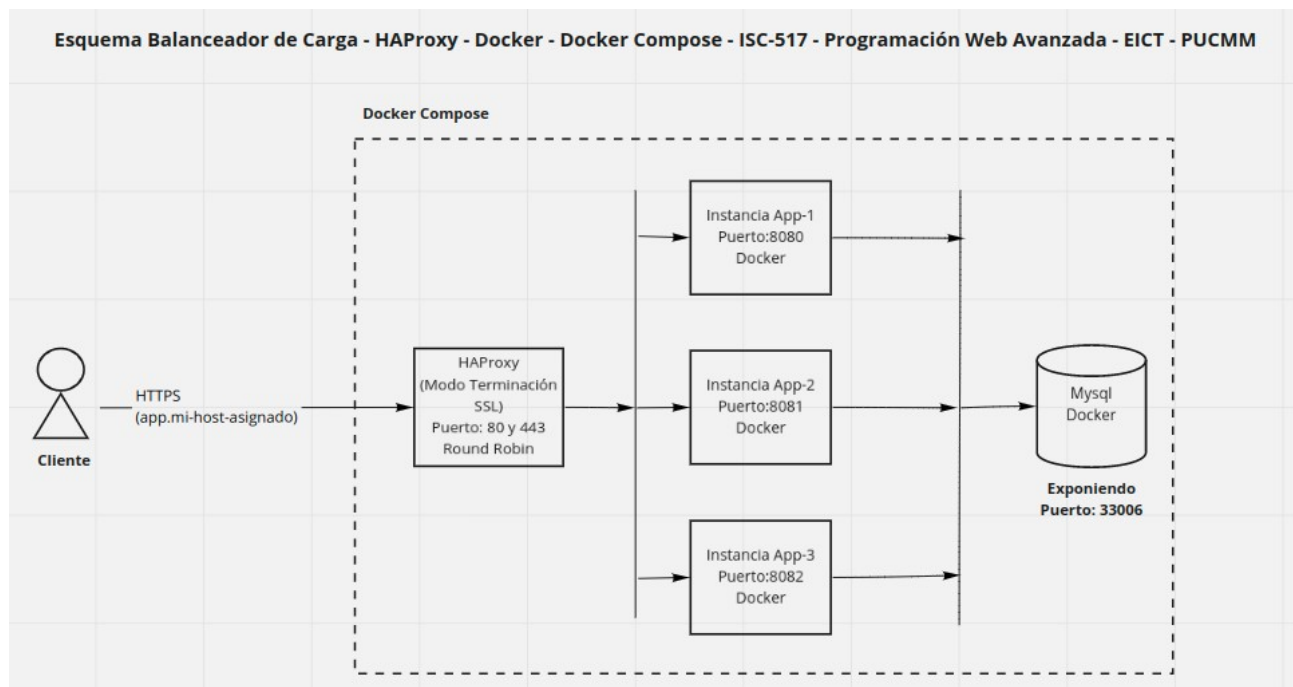 Esquema Balanceador de Carga - HAProxy - Docker - Docker Compose - ISC-517 - Programación Web Avanzada - EICT - PUCMM
Docker Compose
Instancia App-1
Puerto:8080
Docker
HTTPS
(app.mi-host-asignado)
Cliente
HAProxy
(Modo Terminación
SSL)
Puerto: 80 y 443
Round Robin
Instancia App-2
Puerto:8081
Docker
Mysql
Docker
Exponiendo
Puerto: 33006
Instancia App-3
Puerto:8082
Docker